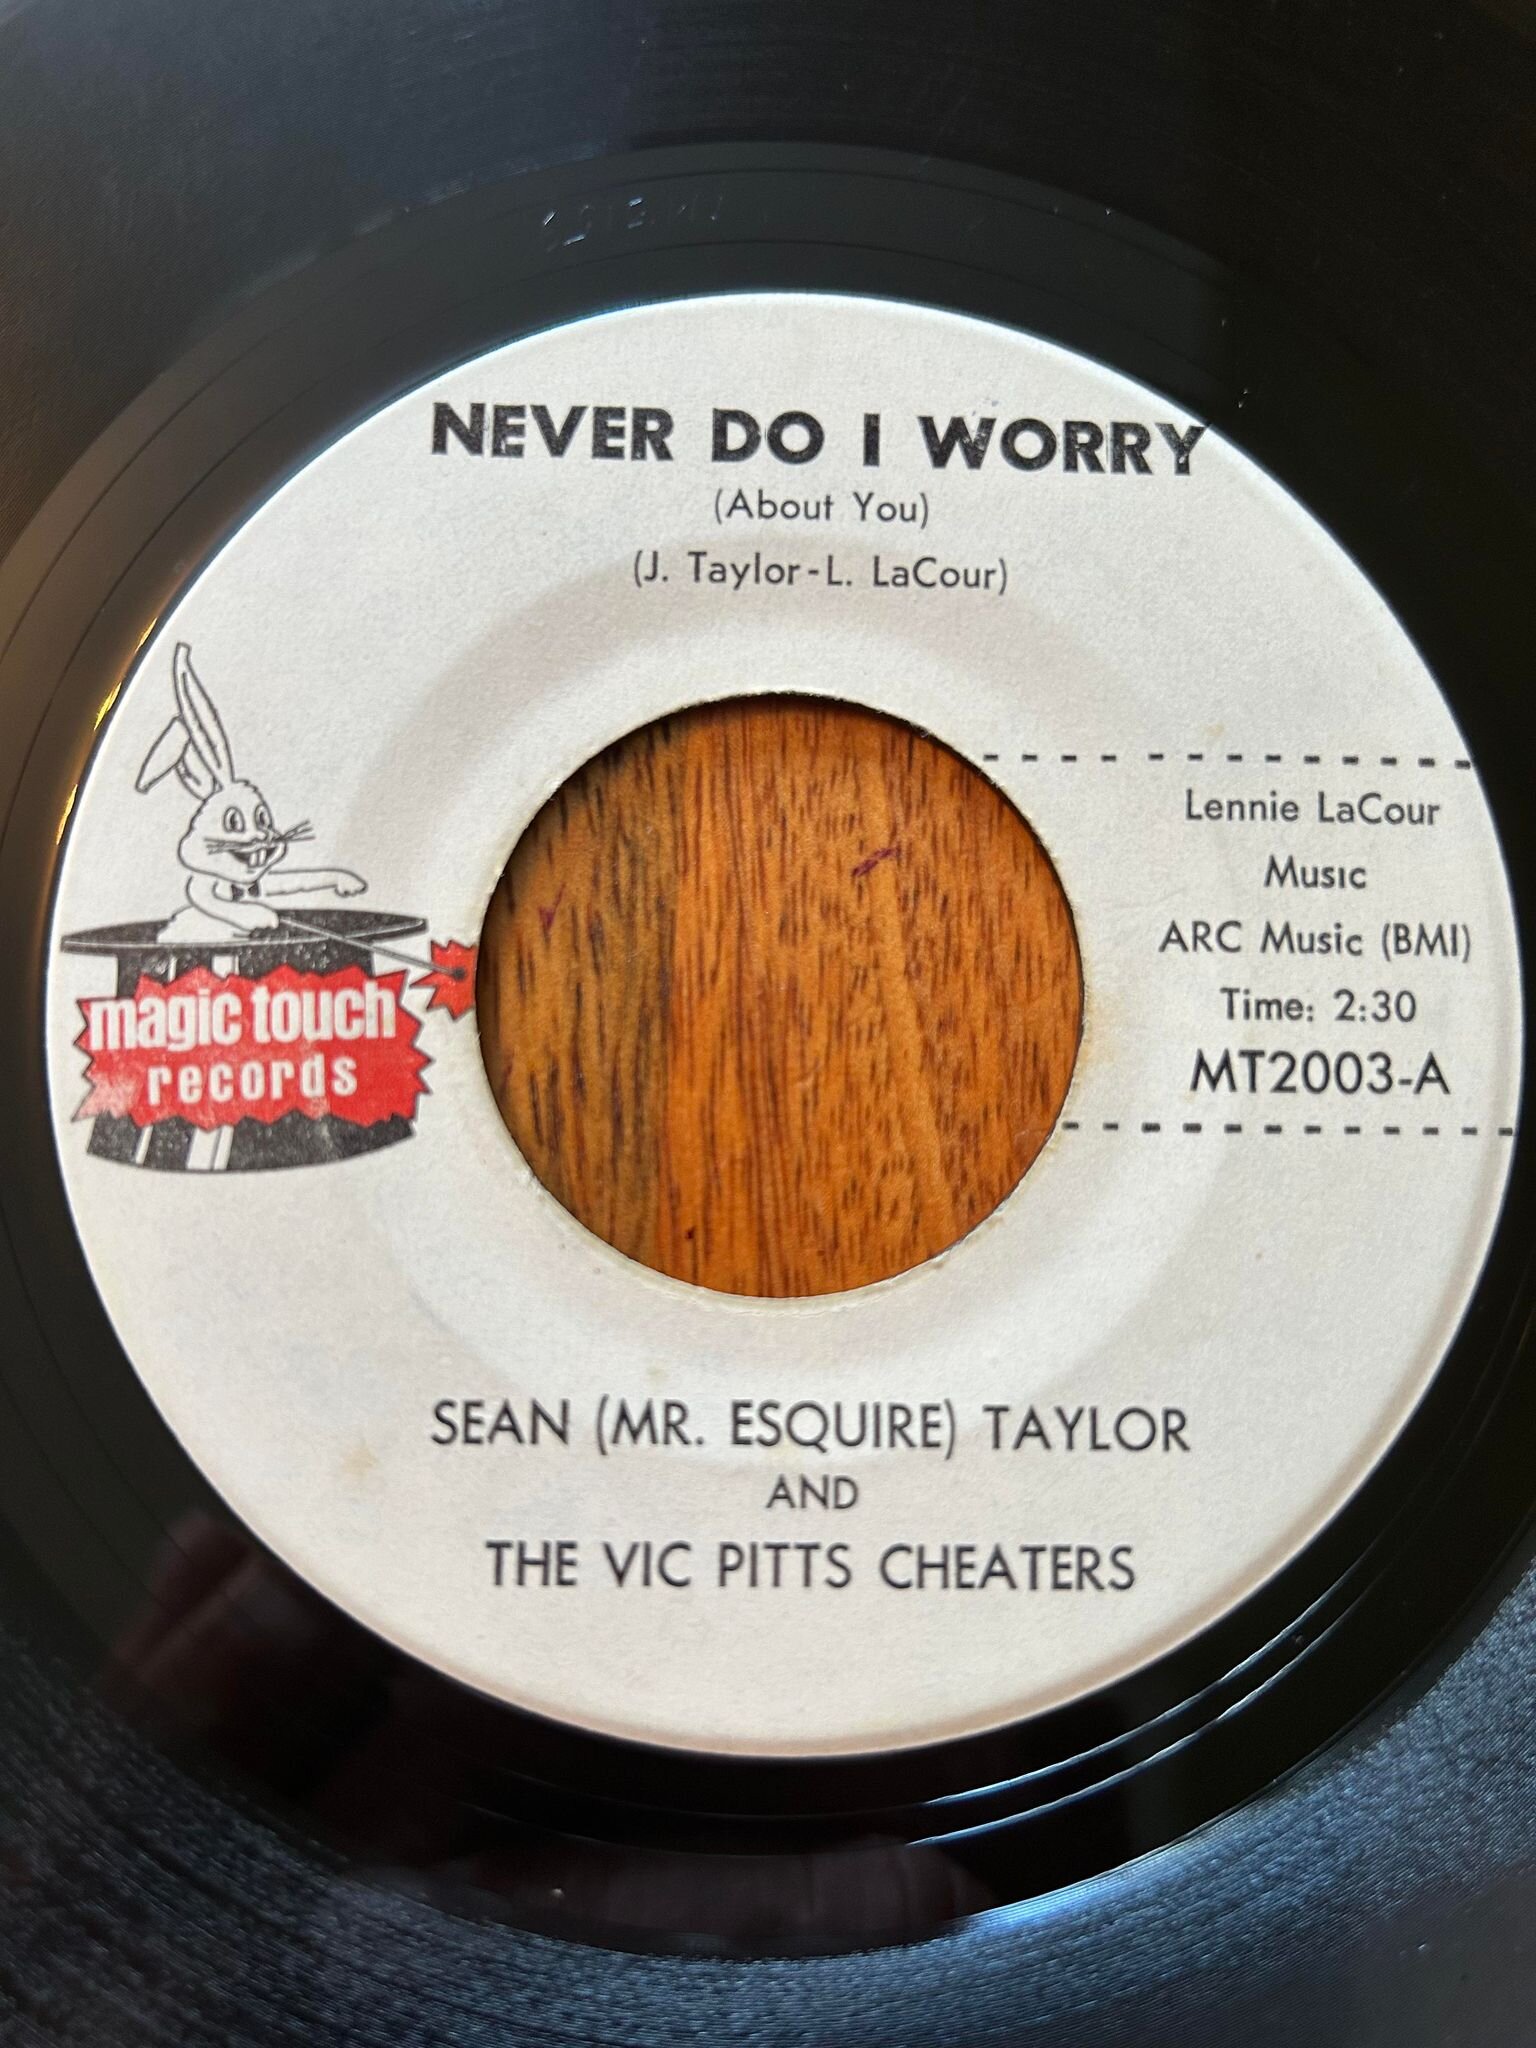 NEVER DO I WORRY
(About You)
(J. Taylor-L. LaCour)
magic touch
records
Lennie LaCour
Music
ARC Music (BMI)
Time: 2:30
MT2003-A
SEAN (MR. ESQUIRE) TAYLOR
AND
THE VIC PITTS CHEATERS